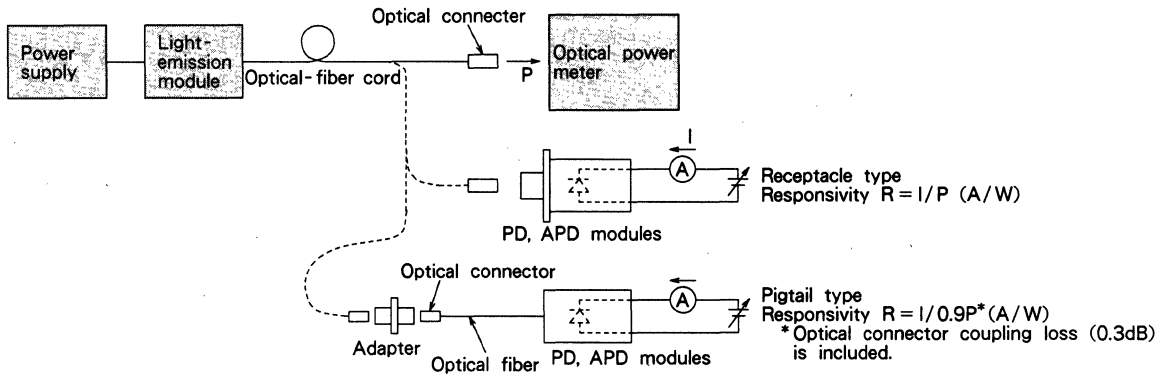 Optical connecter
Power
supply
Light-
emission
module
Optical-fiber cord
P
Optical power
meter
I
A
Receptacle type
Responsivity R=I/P (A/W)
PD, APD modules
Optical connector
A
Pigtail type
Responsivity R=I/0.9P* (A/W)
*Optical connector coupling loss (0.3dB)
is included.
Adapter
Optical fiber
PD, APD modules